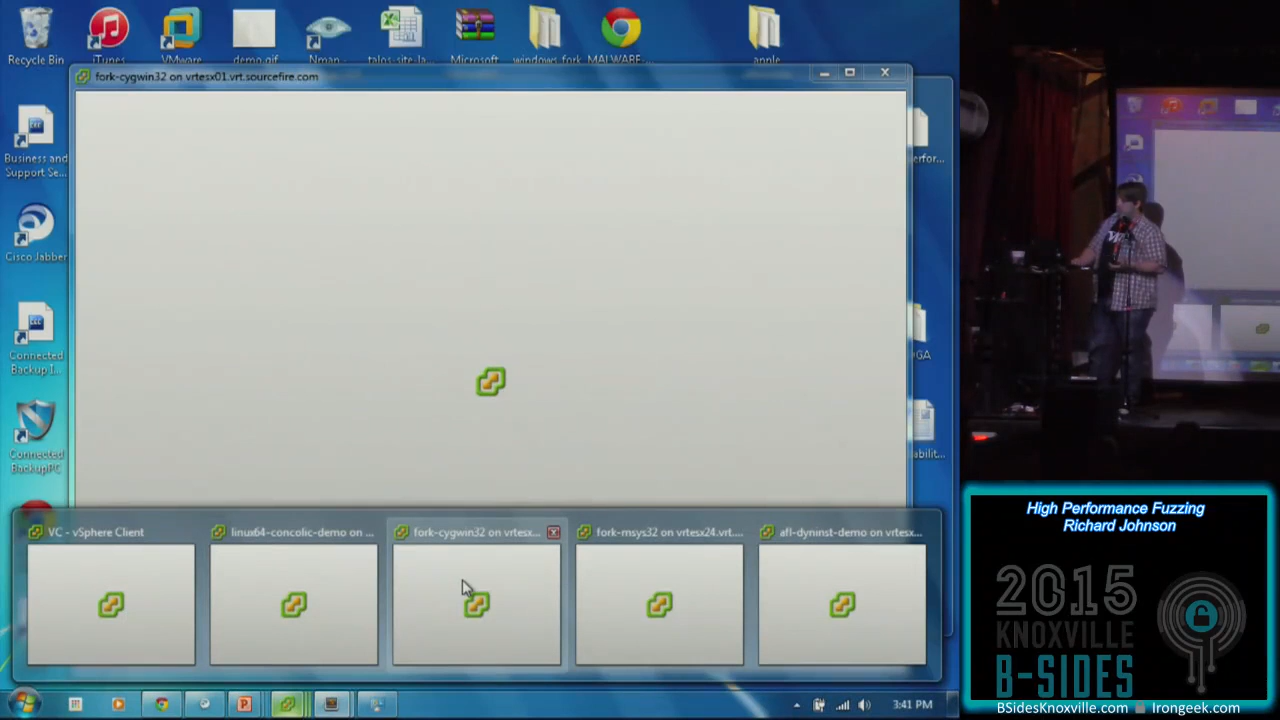 Recycle Bin
iTunes
VMware
demo.gif
Nmap
talos-site-la...
Microsoft
windows_fork
MALWARE-...
apple
fork-cygwin32 on vrtesx01.vrt.sourcefire.com
Business and
Support Se...
Cisco Jabber
Connected
Backup I...
Connected
BackupPC
VC - vSphere Client
linux64-concolic-demo on ...
fork-cygwin32 on vrtesx...
fork-msys32 on vrtesx24.vrt....
afl-dyninst-demo on vrtesx...
3:41 PM
High Performance Fuzzing
Richard Johnson
2015
KNOXVILLE
B-SIDES
BSidesKnoxville.com
Irongeek.com